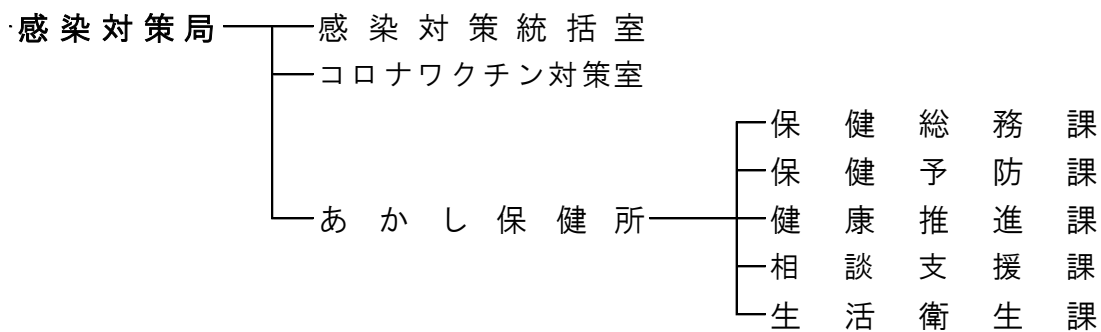 感染対策局 感染対策統括室
コロナワクチン対策室
保健総務課
保健予防課
あかし保健所 健康推進課
相談支援課
生活衛生課